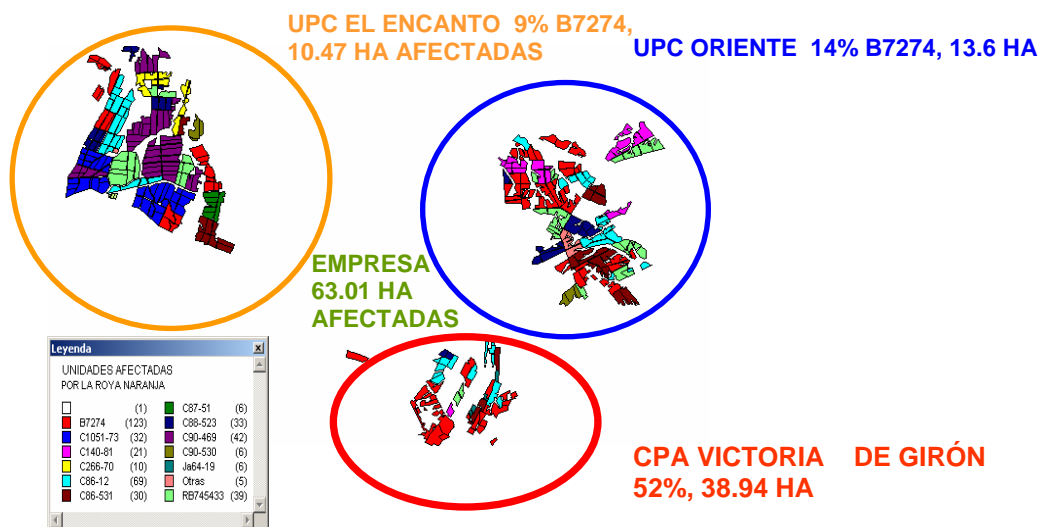 UPC EL ENCANTO 9% B7274,
10.47 HA AFECTADAS
UPC ORIENTE 14% B7274, 13.6 HA
EMPRESA
63.01 HA
AFECTADAS
Leyenda
UNIDADES AFECTADAS
POR LA ROYA NARANJA
(1)
B7274 (123)
C1051-73 (32)
C140-81 (21)
C266-70 (10)
C86-12 (69)
C86-531 (30)
C87-51 (6)
C88-523 (33)
C90-469 (42)
C90-530 (6)
Ja64-19 (6)
Otras (5)
RB745433 (39)
CPA VICTORIA DE GIRÓN
52%, 38.94 HA